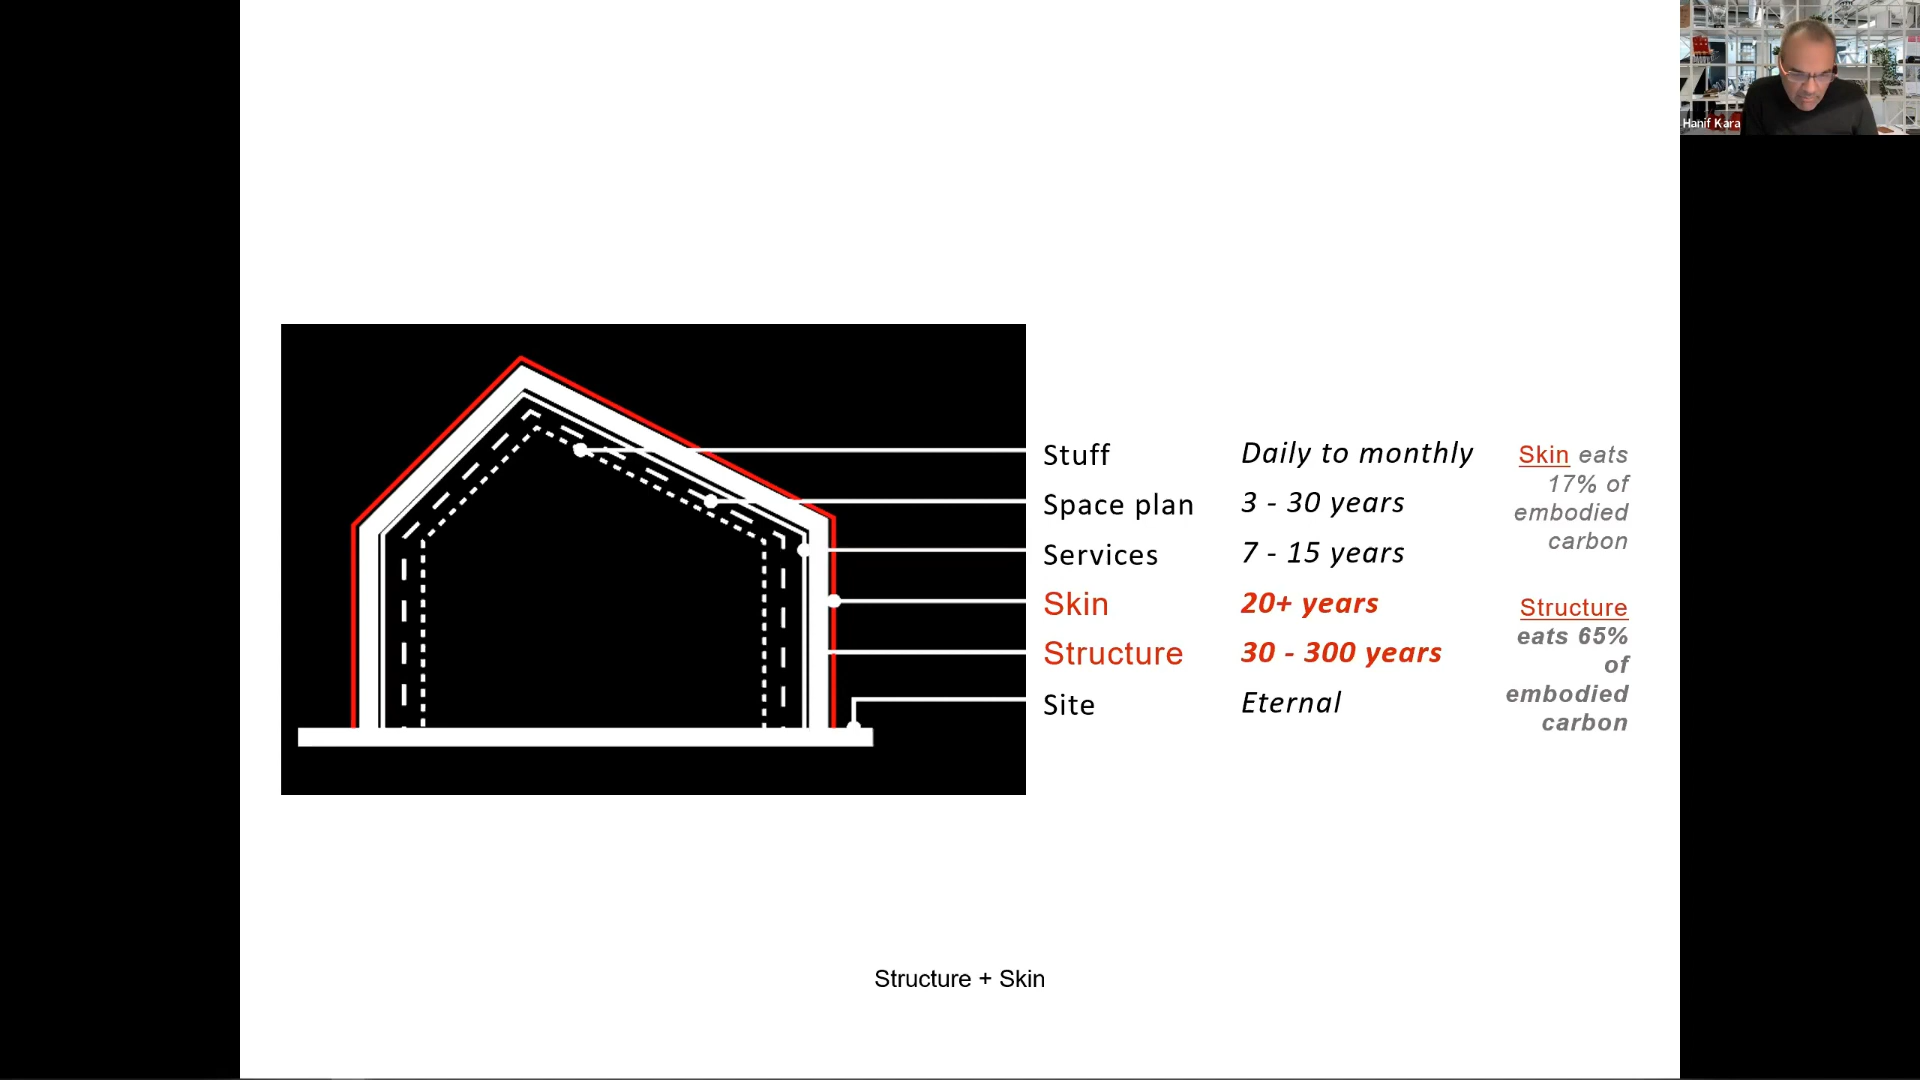 Hanif Kara
Stuff
Daily to monthly
Space plan
3 - 30 years
Services
7 - 15 years
Skin
20+ years
Structure
30 - 300 years
Site
Eternal
Skin eats
17% of
embodied
carbon
Structure
eats 65%
of
embodied
carbon
Structure + Skin